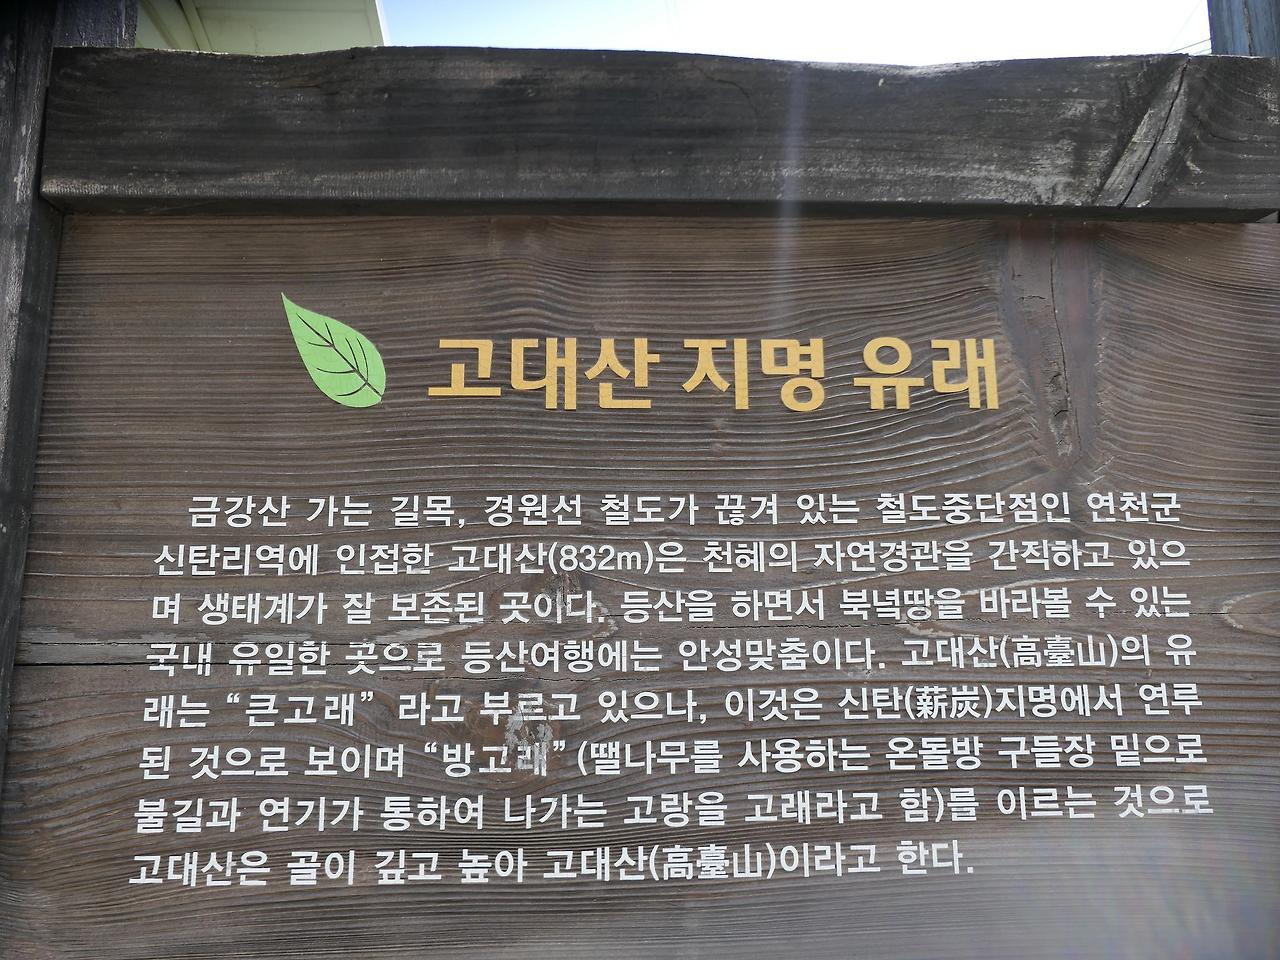 고대산 지명 유래
금강산 가는 길목, 경원선 철도가 끊겨 있는 철도중단점인 연천군
신탄리역에 인접한 고대산(832m)은 천혜의 자연경관을 간직하고 있으
며 생태계가 잘 보존된 곳이다. 등산을 하면서 북녘땅을 바라볼 수 있는
국내 유일한 곳으로 등산여행에는 안성맞춤이다. 고대산(高臺山)의 유
래는 “큰고래” 라고 부르고 있으나, 이것은 신탄(薪炭)지명에서 연루
된 것으로 보이며 “방고래” (땔나무를 사용하는 온돌방 구들장 밑으로
불길과 연기가 통하여 나가는 고랑을 고래라고 함)를 이르는 것으로
고대산은 골이 깊고 높아 고대산(高臺山)이라고 한다.